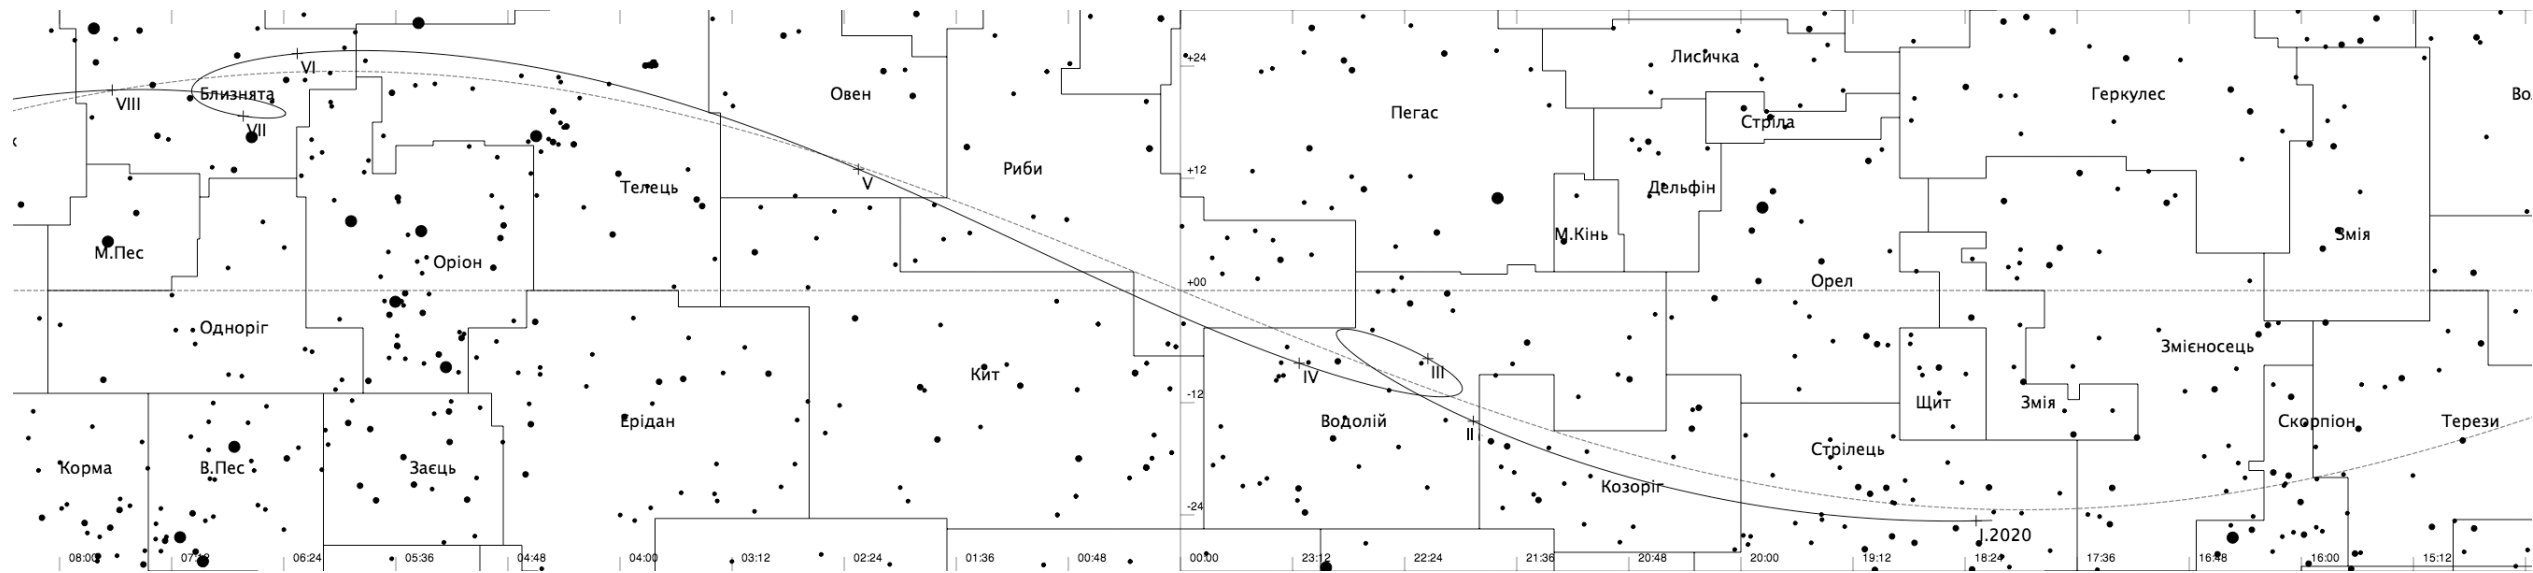 VI
+24
Лисичка
VIII
Близнята
Овен
Пегас
Геркулес
Во
Стріла
VII
Риби
+12
V
Телець
Дельфін
М.Кінь
Змія
М.Пес
Оріон
+00
Орел
Одноріг
Змієносець
Кит
IV
III
-12
Щит
Змія
Ерідан
Водолій
II
Скорпіон
Терези
Стрілець
Корма
В.Пес
Заєць
Козоріг
-24
I.2020
08:00
07:12
06:24
05:36
04:48
04:00
03:12
02:24
01:36
00:48
00:00
23:12
22:24
21:36
20:48
20:00
19:12
18:24
17:36
16:48
16:00
15:12